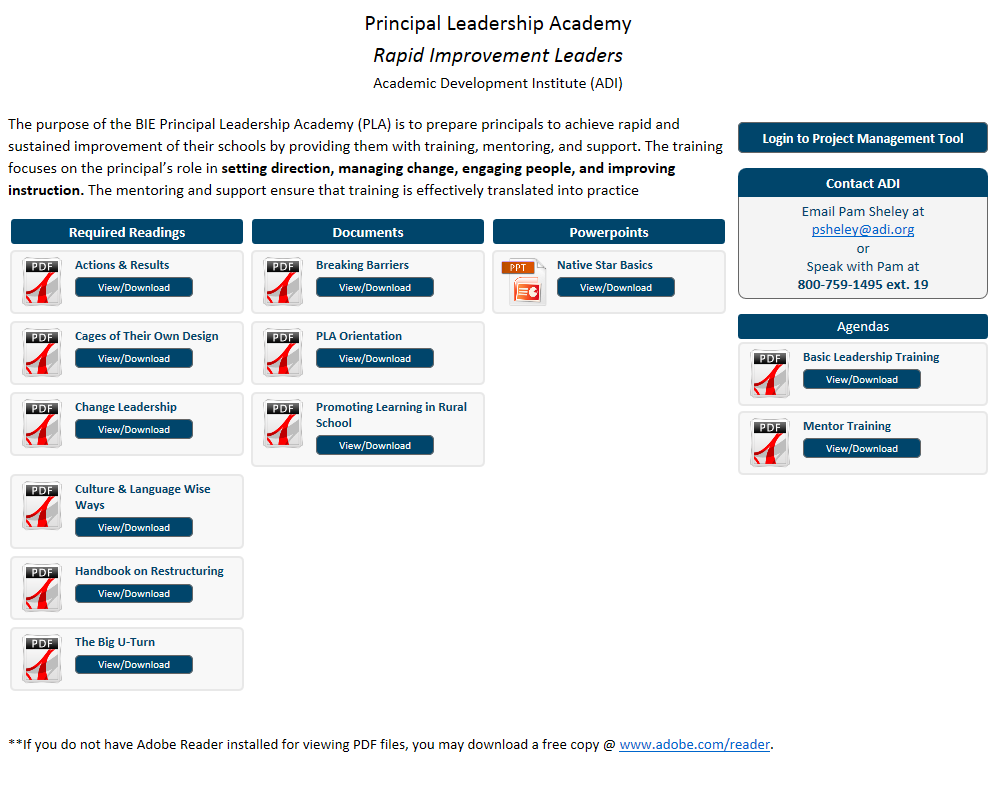 Principal Leadership Academy
Rapid Improvement Leaders
Academic Development Institute (ADI)
The purpose of the BIE Principal Leadership Academy (PLA) is to prepare principals to achieve rapid and
sustained improvement of their schools by providing them with training, mentoring, and support. The training
focuses on the principal's role in setting direction, managing change, engaging people, and improving
instruction. The mentoring and support ensure that training is effectively translated into practice
Required Readings
PDF
Actions & Results
View/Download
PDF
Cages of Their Own Design
View/Download
PDF
Change Leadership
View/Download
PDF
Culture & Language Wise
Ways
View/Download
PDF
Handbook on Restructuring
View/Download
PDF
The Big U-Turn
View/Download
Documents
PDF
Breaking Barriers
View/Download
PDF
PLA Orientation
View/Download
PDF
Promoting Learning in Rural
School
View/Download
Powerpoints
PPT
Native Star Basics
View/Download
Login to Project Management Tool
Contact ADI
Email Pam Sheley at
psheley@adi.org
or
Speak with Pam at
800-759-1495 ext. 19
Agendas
PDF
Basic Leadership Training
View/Download
PDF
Mentor Training
View/Download
**If you do not have Adobe Reader installed for viewing PDF files, you may download a free copy @ www.adobe.com/reader.